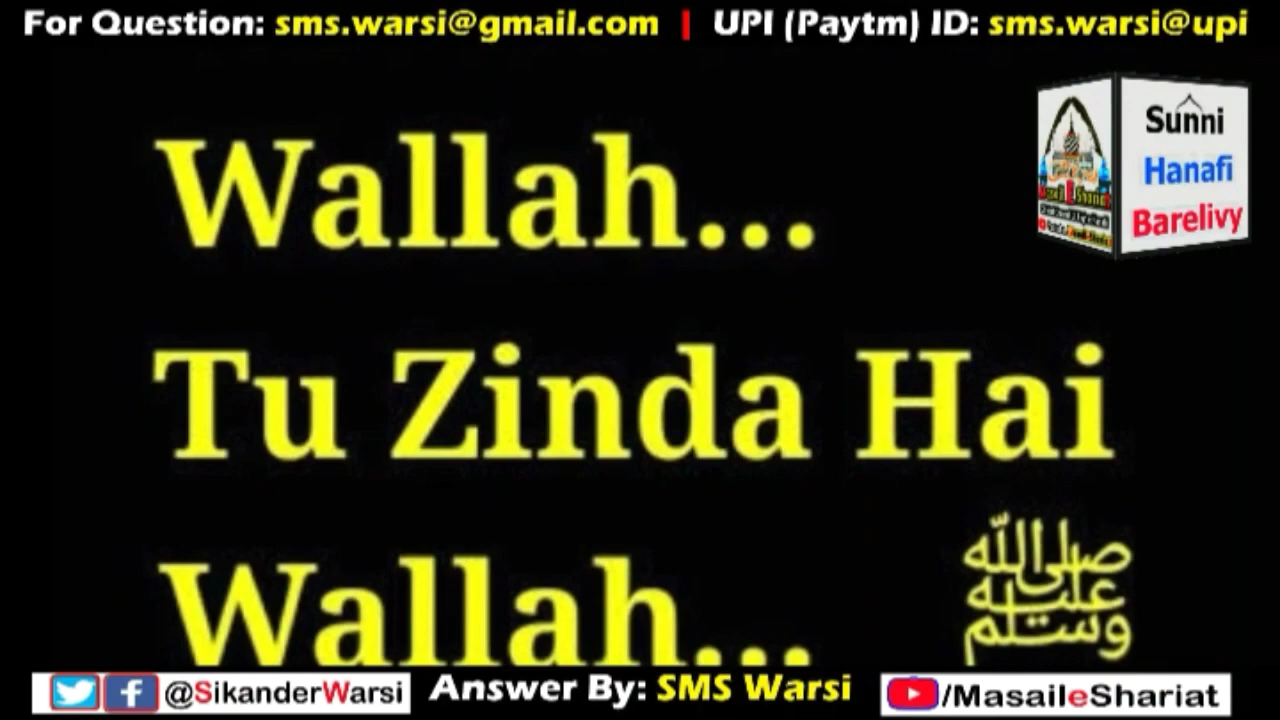 For Question: sms.warsi@gmail.com | UPI (Paytm) ID: sms.warsi@upi
Sunni
Hanafi
Barelivy
Wallah...
Tu Zinda Hai
Wallah...
صلى الله
عليه
وسلم
@SikanderWarsi
Answer By: SMS Warsi
/MasaileShariat